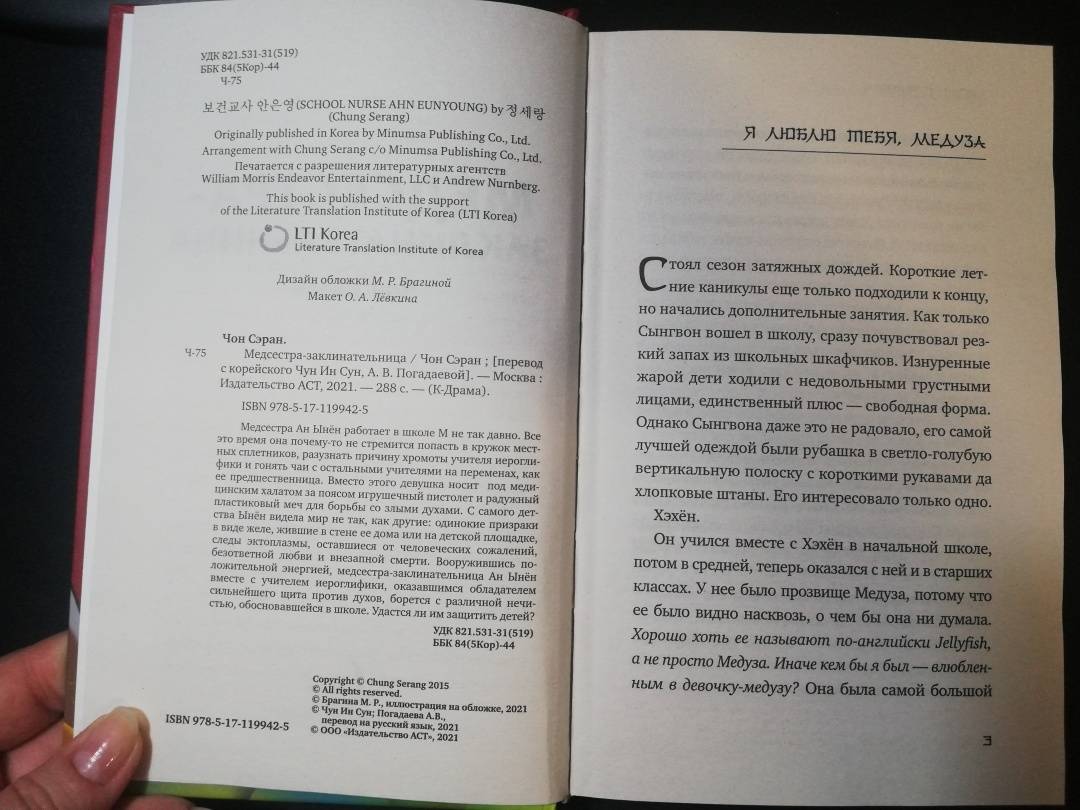 УДК 821.531-31(519)
ББК 84(5Кор)-44
Ч-75
보건교사 안은영(SCHOOL NURSE AHN EUNYOUNG) by 정세랑
(Chung Serang)
Originally published in Korea by Minumsa Publishing Co., Ltd.
Arrangement with Chung Serang c/o Minumsa Publishing Co., Ltd.
Печатается с разрешения литературных агентств
William Morris Endeavor Entertainment, LLC и Andrew Nurnberg.
This book is published with the support
of the Literature Translation Institute of Korea (LTI Korea)
LTI Korea
Literature Translation Institute of Korea
Дизайн обложки М. Р. Брагиной
Макет О. А. Лёвкина
Чон Сэран.
Ч-75
Медсестра-заклинательница / Чон Сэран ; [перевод
с корейского Чун Ин Сун, А. В. Погадаевой]. — Москва :
Издательство АСТ, 2021. — 288 с. — (К-Драма).
ISBN 978-5-17-119942-5
Медсестра Ан Ынён работает в школе М не так давно. Все
это время она почему-то не стремится попасть в кружок мест-
ных сплетников, разузнать причину хромоты учителя иерогли-
фики и гонять чаи с остальными учителями на переменах, как
ее предшественница. Вместо этого девушка носит под меди-
цинским халатом за поясом игрушечный пистолет и радужный
пластиковый меч для борьбы со злыми духами. С самого дет-
ства Ынён видела мир не так, как другие: одинокие призраки
в виде желе, жившие в стене ее дома или на детской площадке,
следы эктоплазмы, оставшиеся от человеческих сожалений,
безответной любви и внезапной смерти. Вооружившись по-
ложительной энергией, медсестра-заклинательница Ан Ынён
вместе с учителем иероглифики, оказавшимся обладателем
сильнейшего щита против духов, борется с различной нечи-
стью, обосновавшейся в школе. Удастся ли им защитить детей?
УДК 821.531-31(519)
ББК 84(5Кор)-44
Copyright © Chung Serang 2015
© All rights reserved.
© Брагина М. Р., иллюстрация на обложке, 2021
© Чун Ин Сун; Погадаева А.В.,
перевод на русский язык, 2021
© ООО «Издательство АСТ», 2021
ISBN 978-5-17-119942-5
Я ЛЮБЛЮ ТЕБЯ, МЕДУЗА
Стоял сезон затяжных дождей. Короткие лет-
ние каникулы еще только подходили к концу,
но начались дополнительные занятия. Как только
Сынгвон вошел в школу, сразу почувствовал рез-
кий запах из школьных шкафчиков. Изнуренные
жарой дети ходили с недовольными грустными
лицами, единственный плюс — свободная форма.
Однако Сынгвона даже это не радовало, его самой
лучшей одеждой были рубашка в светло-голубую
вертикальную полоску с короткими рукавами да
хлопковые штаны. Его интересовало только одно.
Хэхён.
Он учился вместе с Хэхён в начальной школе,
потом в средней, теперь оказался с ней и в старших
классах. У нее было прозвище Медуза, потому что
ее было видно насквозь, о чем бы она ни думала.
Хорошо хоть ее называют по-английски Jellyfish,
а не просто Медуза. Иначе кем бы я был — влюблен-
ным в девочку-медузу? Она была самой большой
3